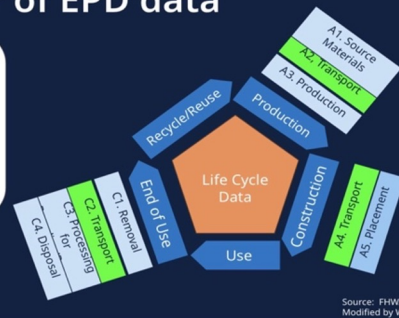 of EPD data
A1. Source
Materials
A2. Transport
A3. Production
Recycle/Reuse
Production
Life Cycle
Data
End of Use
Construction
Use
C1. Removal
C2. Transport
C3. Processing
for
C4. Disposal
A4. Transport
A5. Placement
Source: FHW
Modified by W